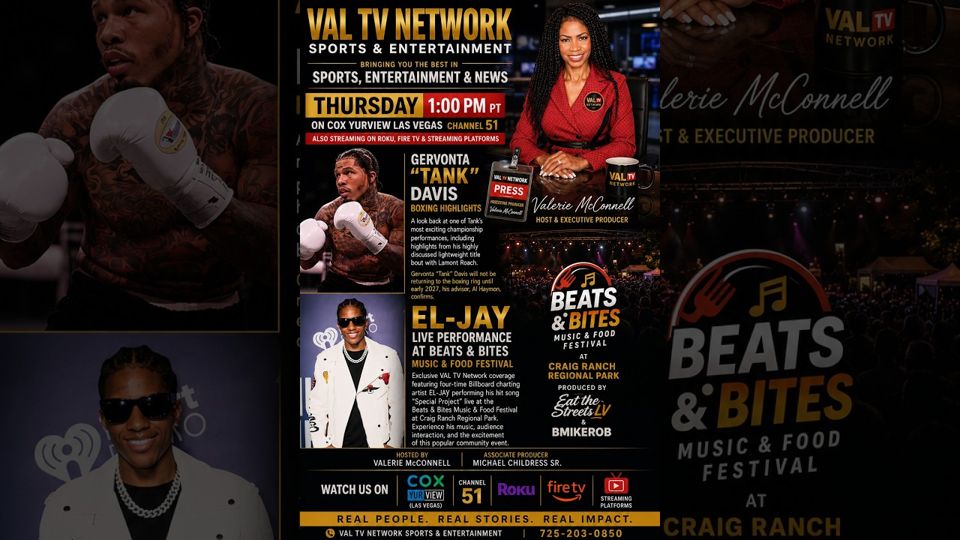 VAL TV NETWORK
SPORTS & ENTERTAINMENT
BRINGING YOU THE BEST IN
SPORTS, ENTERTAINMENT & NEWS
THURSDAY 1:00 PM PT
ON COX YURVIEW LAS VEGAS CHANNEL 51
ALSO STREAMING ON ROKU, FIRE TV & STREAMING PLATFORMS
VAL TV
NETWORK
GERVONTA
“TANK”
DAVIS
BOXING HIGHLIGHTS
A look back at one of Tank's
most exciting championship
performances, including
highlights from his highly
discussed lightweight title
bout with Lamont Roach.
Gervonta “Tank” Davis will not be
returning to the boxing ring until
early 2027, his advisor, Al Haymon,
confirms.
VAL TV NETWORK
PRESS
EXECUTIVE PRODUCER
Valerie McConnell
VAL TV
NETWORK
Valerie McConnell
HOST & EXECUTIVE PRODUCER
EL-JAY
LIVE PERFORMANCE
AT BEATS & BITES
MUSIC & FOOD FESTIVAL
Exclusive VAL TV Network coverage
featuring four-time Billboard charting
artist EL-JAY performing his hit song
“Special Project” live at the
Beats & Bites Music & Food Festival
at Craig Ranch Regional Park.
Experience his music, audience
interaction, and the excitement
of this popular community event.
BEATS
& BITES
MUSIC & FOOD
FESTIVAL
AT
CRAIG RANCH
REGIONAL PARK
PRODUCED BY
Eat the
Streets LV
&
BMIKEROB
HOSTED BY
VALERIE McCONNELL
ASSOCIATE PRODUCER
MICHAEL CHILDRESS SR.
WATCH US ON
COX
YURVIEW
(LAS VEGAS)
CHANNEL
51
Roku
fire tv
STREAMING
PLATFORMS
REAL PEOPLE. REAL STORIES. REAL IMPACT.
VAL TV NETWORK SPORTS & ENTERTAINMENT | 725-203-0850
VAL TV
NETWORK
lerie McConnell
ST & EXECUTIVE PRODUCER
BEATS
& BITES
MUSIC & FOOD
FESTIVAL
AT
CRAIG RANCH